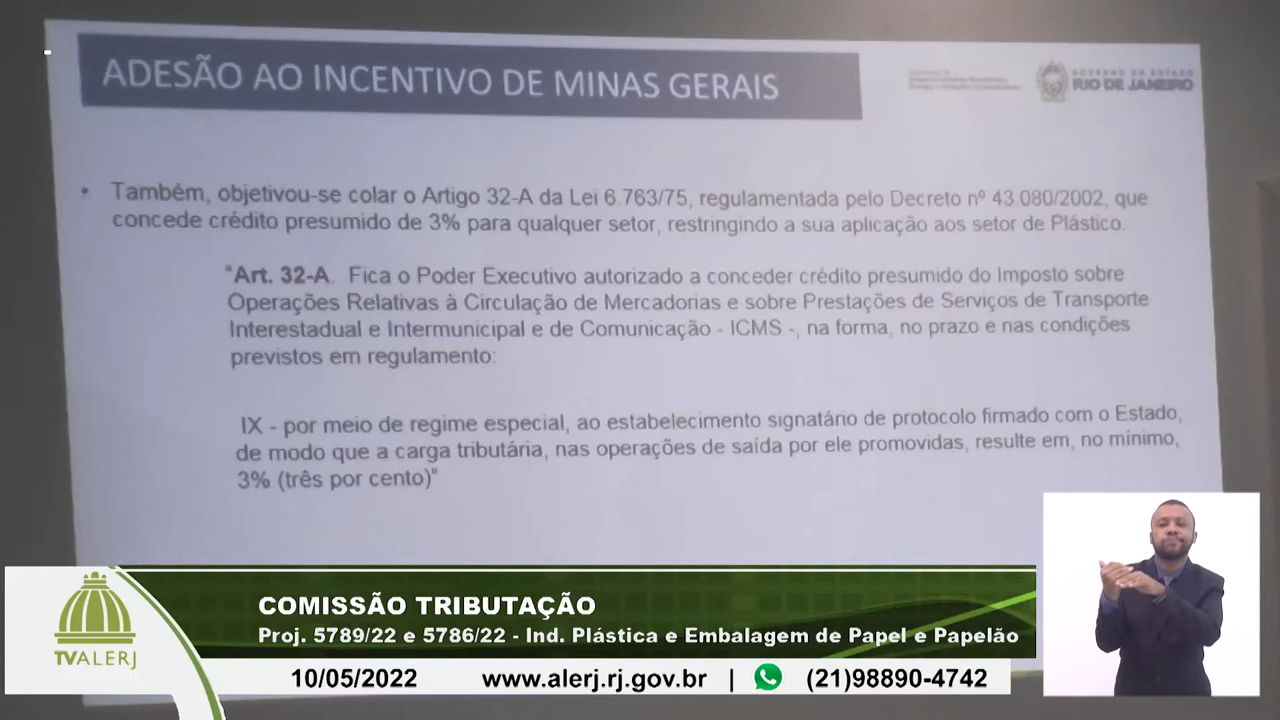 ADESÃO AO INCENTIVO DE MINAS GERAIS
GOVERNO DO ESTADO
RIO DE JANEIRO
• Também, objetivou-se colar o Artigo 32-A da Lei 6.763/75, regulamentada pelo Decreto nº 43.080/2002, que
concede crédito presumido de 3% para qualquer setor, restringindo a sua aplicação aos setor de Plástico.
"Art. 32-A. Fica o Poder Executivo autorizado a conceder crédito presumido do Imposto sobre
Operações Relativas à Circulação de Mercadorias e sobre Prestações de Serviços de Transporte
Interestadual e Intermunicipal e de Comunicação - ICMS -, na forma, no prazo e nas condições
previstos em regulamento:
IX - por meio de regime especial, ao estabelecimento signatário de protocolo firmado com o Estado,
de modo que a carga tributária, nas operações de saída por ele promovidas, resulte em, no mínimo,
3% (três por cento)"
COMISSÃO TRIBUTAÇÃO
Proj. 5789/22 e 5786/22 - Ind. Plástica e Embalagem de Papel e Papelão
TVALERJ
10/05/2022 www.alerj.rj.gov.br | (21)98890-4742